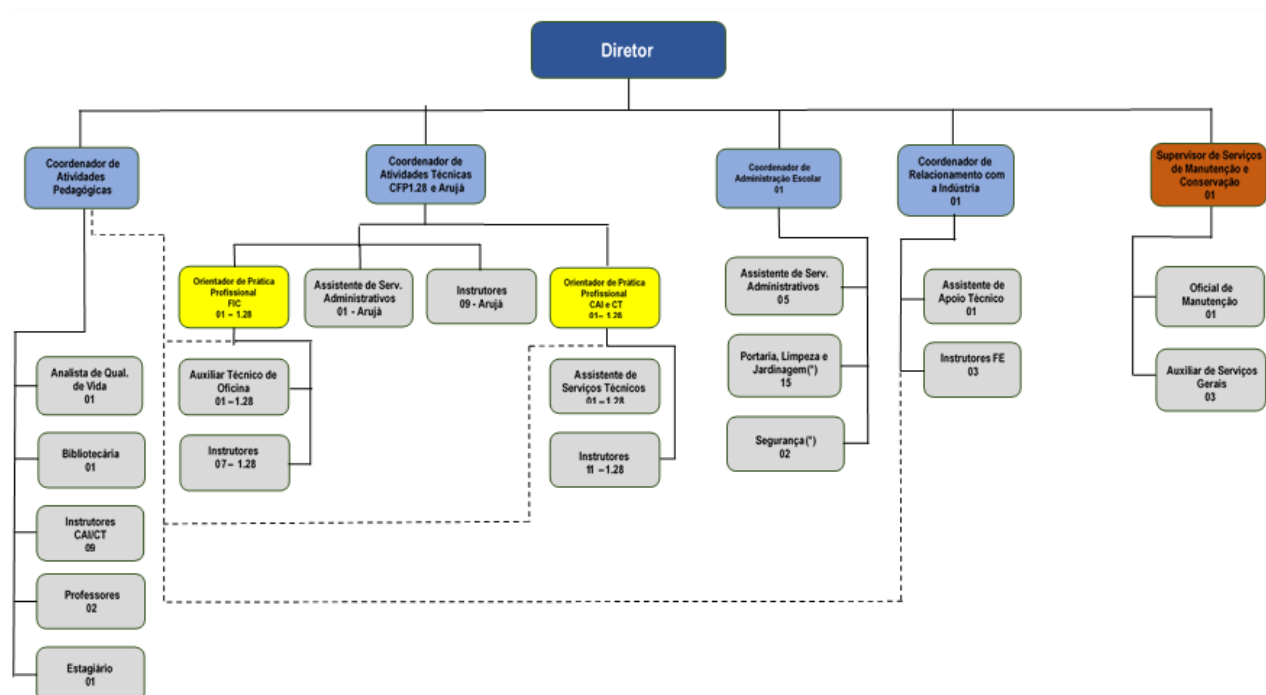 Diretor
Coordenador de
Atividades
Pedagógicas
Coordenador de
Atividades Técnicas
CFP1.28 e Arujá
Coordenador de
Administração Escolar
01
Coordenador de
Relacionamento com
a Indústria
01
Supervisor de Serviços
de Manutenção e
Conservação
01
Orientador de Prática
Profissional
FIC
01 – 1.28
Assistente de Serv.
Administrativos
01 - Arujá
Instrutores
09 - Arujá
Orientador de Prática
Profissional
CAI e CT
01– 1.28
Assistente de Serv.
Administrativos
05
Assistente de
Apoio Técnico
01
Oficial de
Manutenção
01
Analista de Qual.
de Vida
01
Auxiliar Técnico de
Oficina
01 – 1.28
Assistente de
Serviços Técnicos
01 – 1.28
Portaria, Limpeza e
Jardinagem(*)
15
Instrutores FE
03
Auxiliar de Serviços
Gerais
03
Bibliotecária
01
Instrutores
07 – 1.28
Instrutores
11 – 1.28
Segurança(*)
02
Instrutores
CAI/CT
09
Professores
02
Estagiário
01